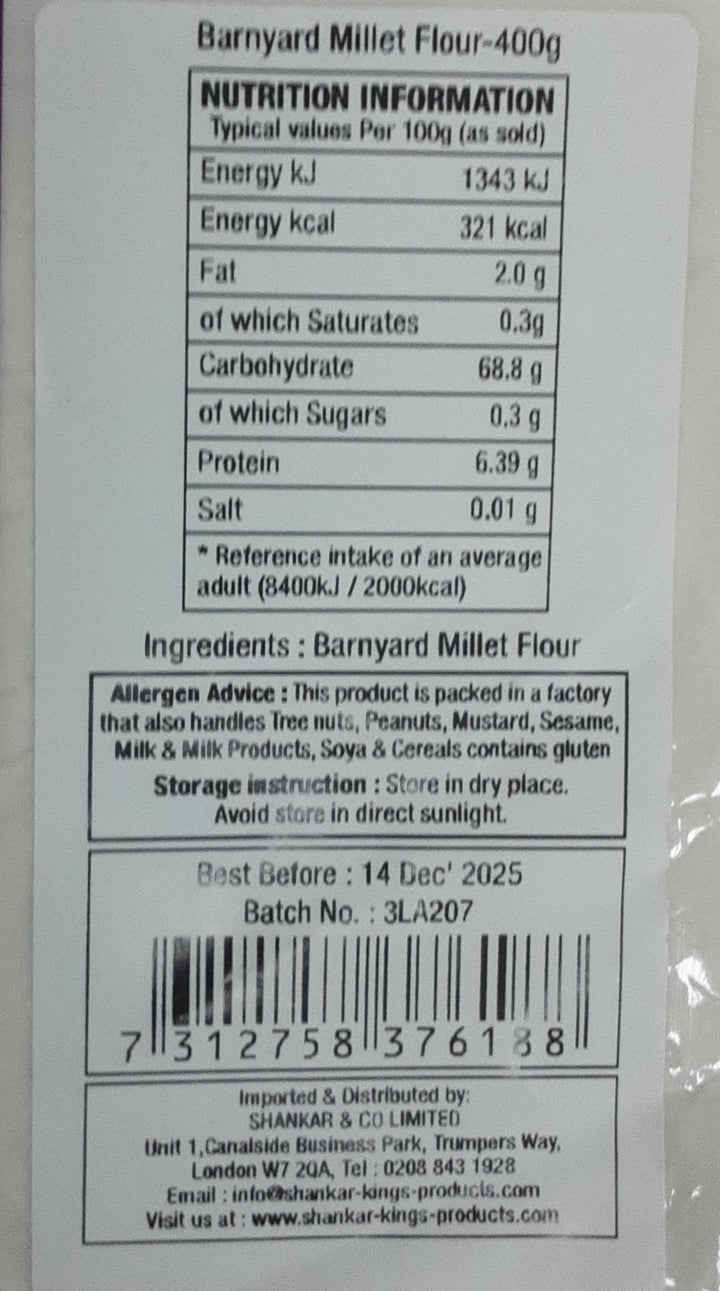 Barnyard Millet Flour-400g
NUTRITION INFORMATION
Typical values Per 100g (as sold)
Energy kJ 1343 kJ
Energy kcal 321 kcal
Fat 2.0 g
of which Saturates 0.3g
Carbohydrate 68.8 g
of which Sugars 0.3 g
Protein 6.39 g
Salt 0.01 g
* Reference intake of an average
adult (8400kJ / 2000kcal)
Ingredients : Barnyard Millet Flour
Allergen Advice : This product is packed in a factory
that also handles Tree nuts, Peanuts, Mustard, Sesame,
Milk & Milk Products, Soya & Cereals contains gluten
Storage instruction : Store in dry place.
Avoid store in direct sunlight.
Best Before : 14 Dec' 2025
Batch No. : 3LA207
7 312758 376188
Imported & Distributed by:
SHANKAR & CO LIMITED
Unit 1,Canalside Business Park, Trumpers Way,
London W7 2QA, Tel : 0208 843 1928
Email : info@shankar-kings-products.com
Visit us at : www.shankar-kings-products.com